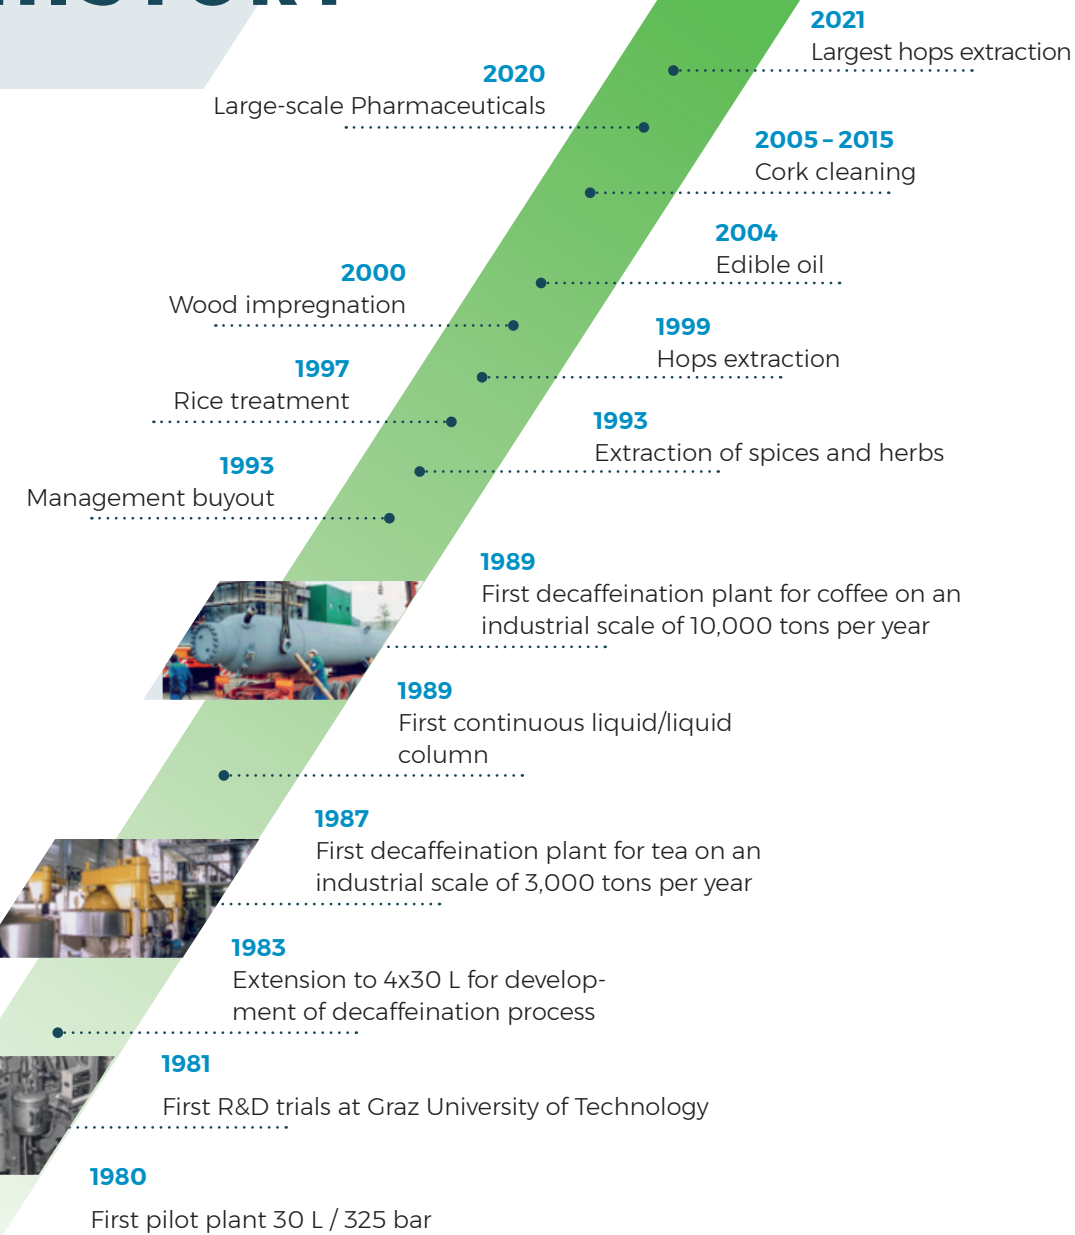 2021
Largest hops extraction
2020
Large-scale Pharmaceuticals
2005 – 2015
Cork cleaning
2004
Edible oil
2000
Wood impregnation
1999
Hops extraction
1997
Rice treatment
1993
Extraction of spices and herbs
1993
Management buyout
1989
First decaffeination plant for coffee on an
industrial scale of 10,000 tons per year
1989
First continuous liquid/liquid
column
1987
First decaffeination plant for tea on an
industrial scale of 3,000 tons per year
1983
Extension to 4x30 L for develop-
ment of decaffeination process
1981
First R&D trials at Graz University of Technology
1980
First pilot plant 30 L / 325 bar